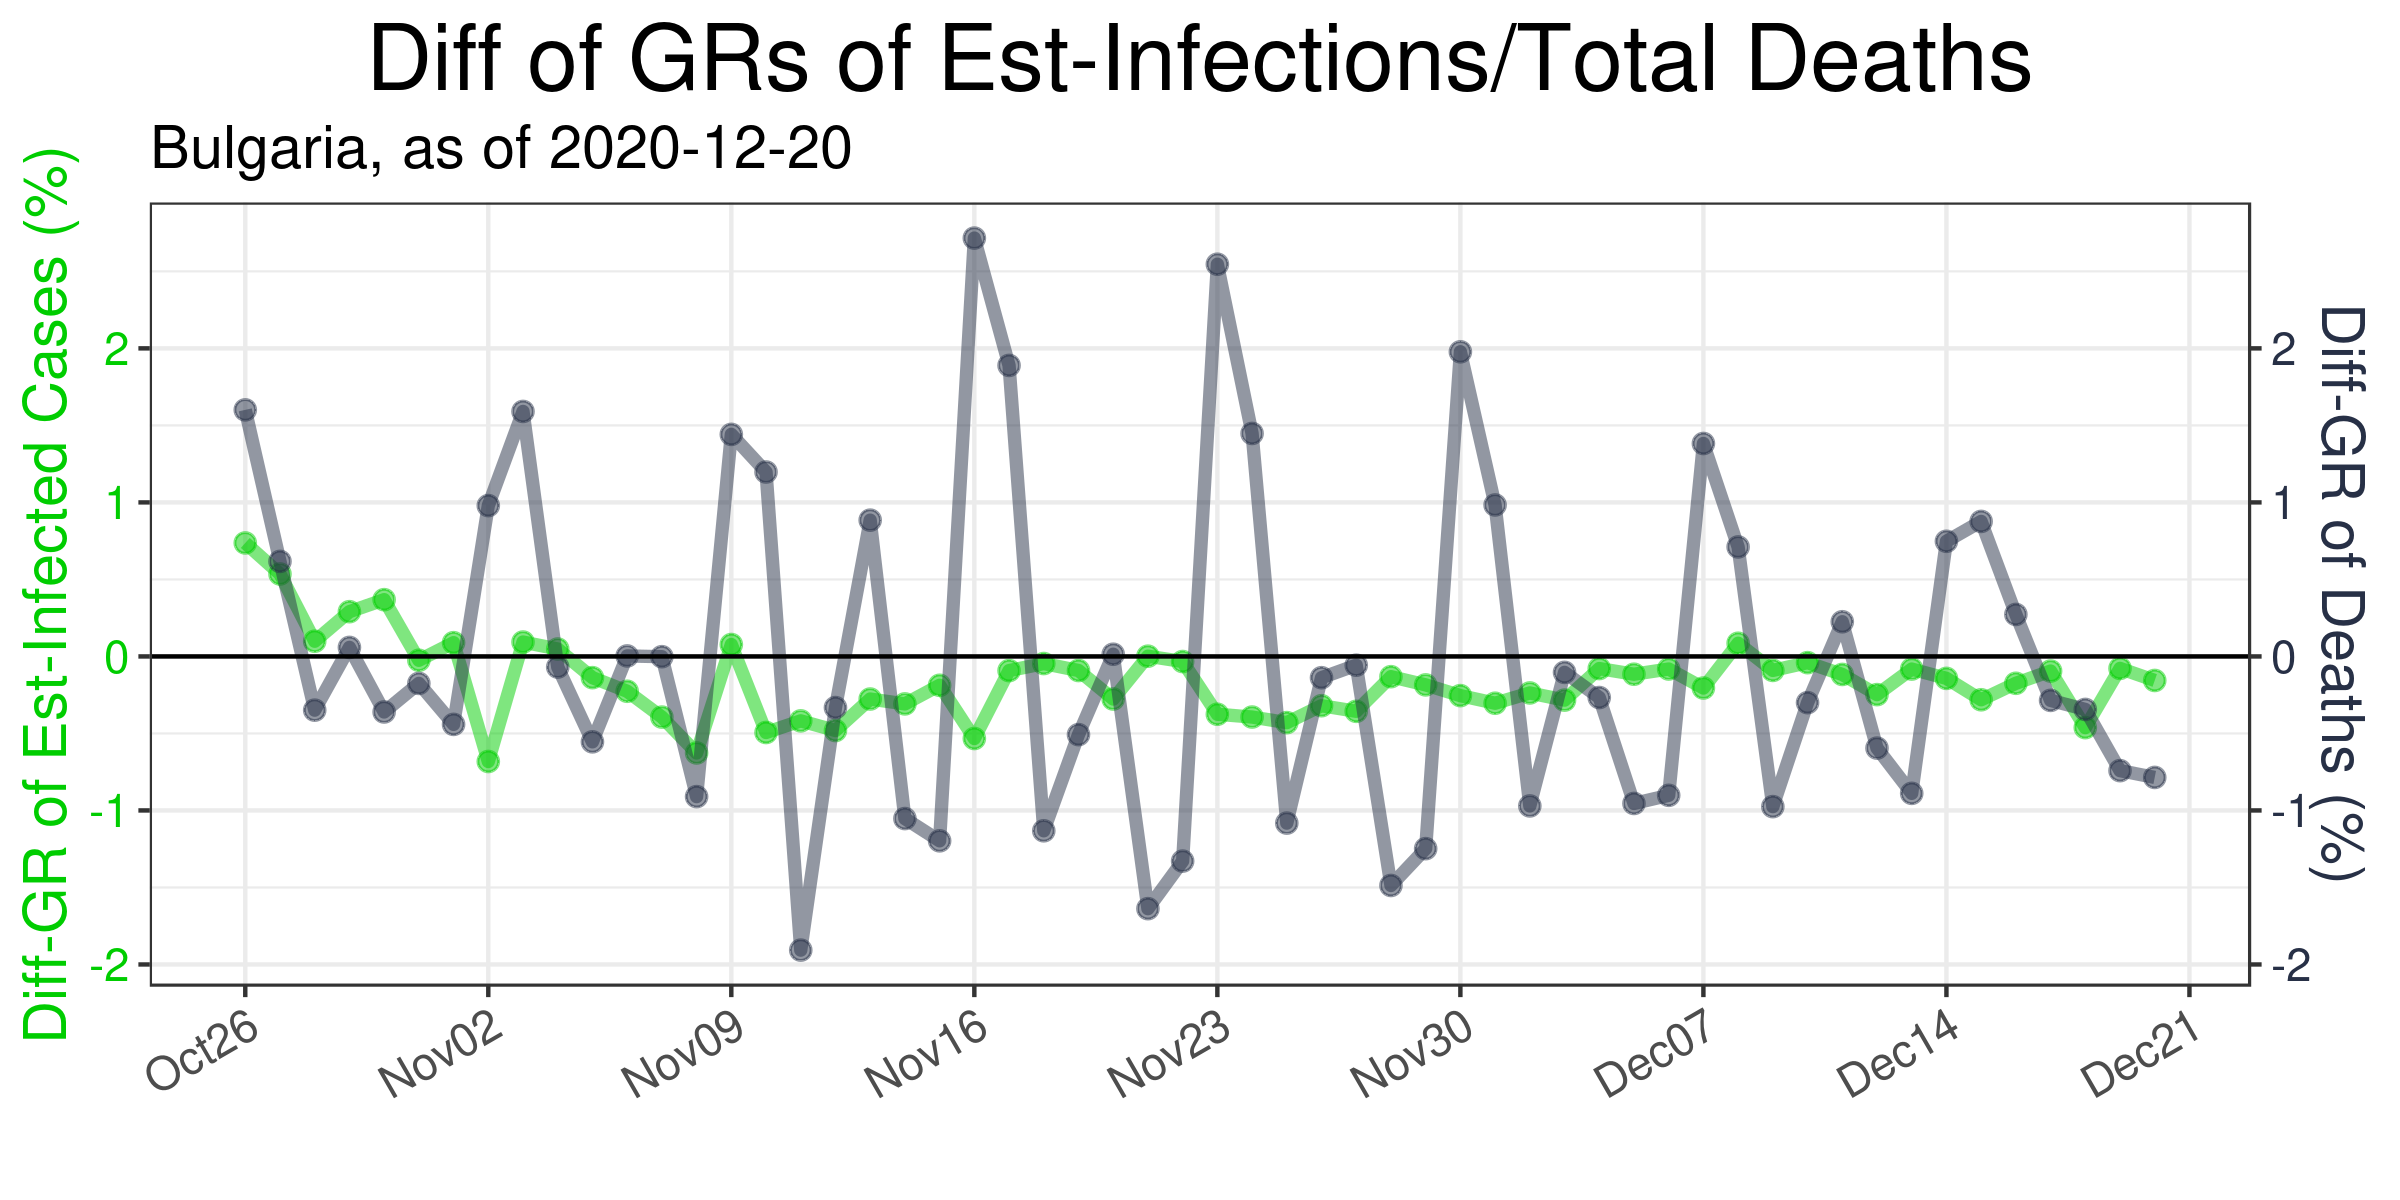 Diff of GRs of Est-Infections/Total Deaths
Bulgaria, as of 2020-12-20
Diff-GR of Est-Infected Cases (%)
2
1
0
-1
-2
2
1
0
-1
-2
Diff-GR of Deaths (%)
Oct26 Nov02 Nov09 Nov16 Nov23 Nov30 Dec07 Dec14 Dec21